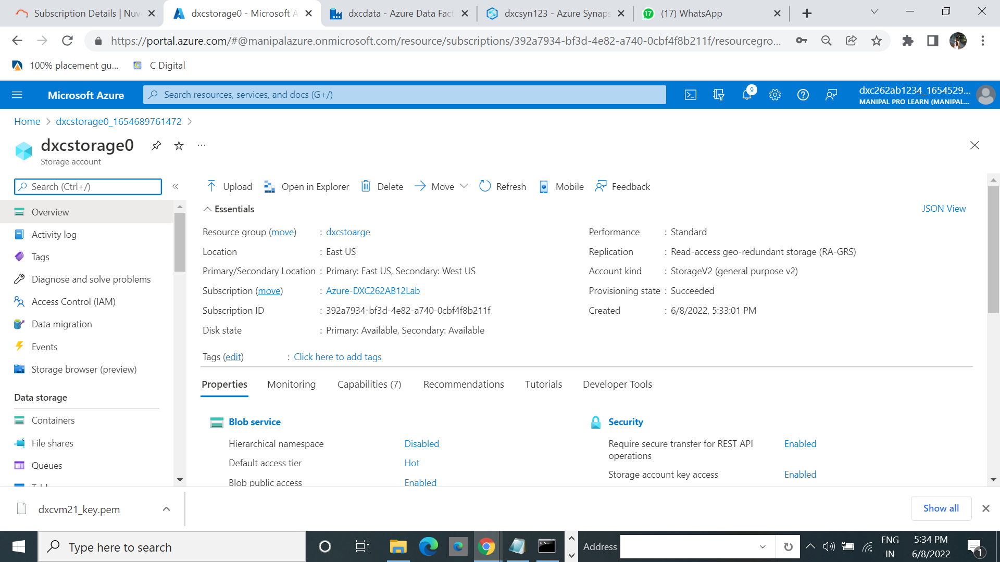 Subscription Details | Nuv
dxcstorage0 - Microsoft A
dxcdata - Azure Data Fact
dxcsyn123 - Azure Synaps
17 (17) WhatsApp
https://portal.azure.com/#@manipalazure.onmicrosoft.com/resource/subscriptions/392a7934-bf3d-4e82-a740-0cbf4f8b211f/resourcegro...
100% placement gu...
C Digital
Microsoft Azure
Search resources, services, and docs (G+/)
9
dxc262ab1234_1654529...
MANIPAL PRO LEARN (MANIPAL...
Home > dxcstorage0_1654689761472 >
dxcstorage0
Storage account
Search (Ctrl+/)
Overview
Activity log
Tags
Diagnose and solve problems
Access Control (IAM)
Data migration
Events
Storage browser (preview)
Data storage
Containers
File shares
Queues
Upload
Open in Explorer
Delete
Move
Refresh
Mobile
Feedback
Essentials
JSON View
Resource group (move) : dxcstoarge
Location : East US
Primary/Secondary Location : Primary: East US, Secondary: West US
Subscription (move) : Azure-DXC262AB12Lab
Subscription ID : 392a7934-bf3d-4e82-a740-0cbf4f8b211f
Disk state : Primary: Available, Secondary: Available
Performance : Standard
Replication : Read-access geo-redundant storage (RA-GRS)
Account kind : StorageV2 (general purpose v2)
Provisioning state : Succeeded
Created : 6/8/2022, 5:33:01 PM
Tags (edit) : Click here to add tags
Properties
Monitoring
Capabilities (7)
Recommendations
Tutorials
Developer Tools
Blob service
Hierarchical namespace Disabled
Default access tier Hot
Blob public access Enabled
Security
Require secure transfer for REST API
operations Enabled
Storage account key access Enabled
dxcvm21_key.pem
Show all
Type here to search
Address
ENG
IN
5:34 PM
6/8/2022
1